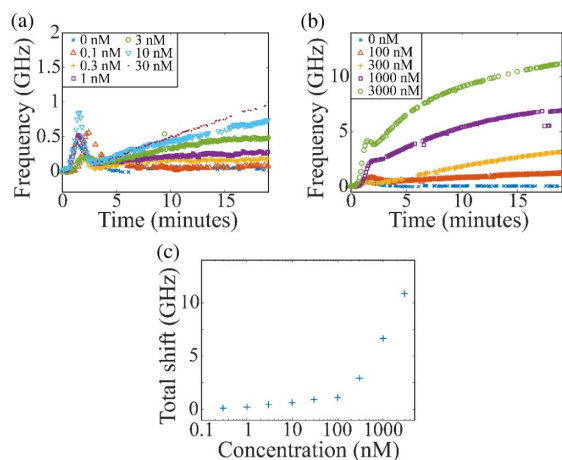 (a)
Frequency (GHz)
2
1.5
1
0.5
0
0 nM
0.1 nM
0.3 nM
1 nM
3 nM
10 nM
30 nM
0 5 10 15
Time (minutes)
(b)
Frequency (GHz)
10
5
0
0 nM
100 nM
300 nM
1000 nM
3000 nM
0 5 10 15
Time (minutes)
(c)
Total shift (GHz)
10
5
0
0.1 1 10 100 1000
Concentration (nM)